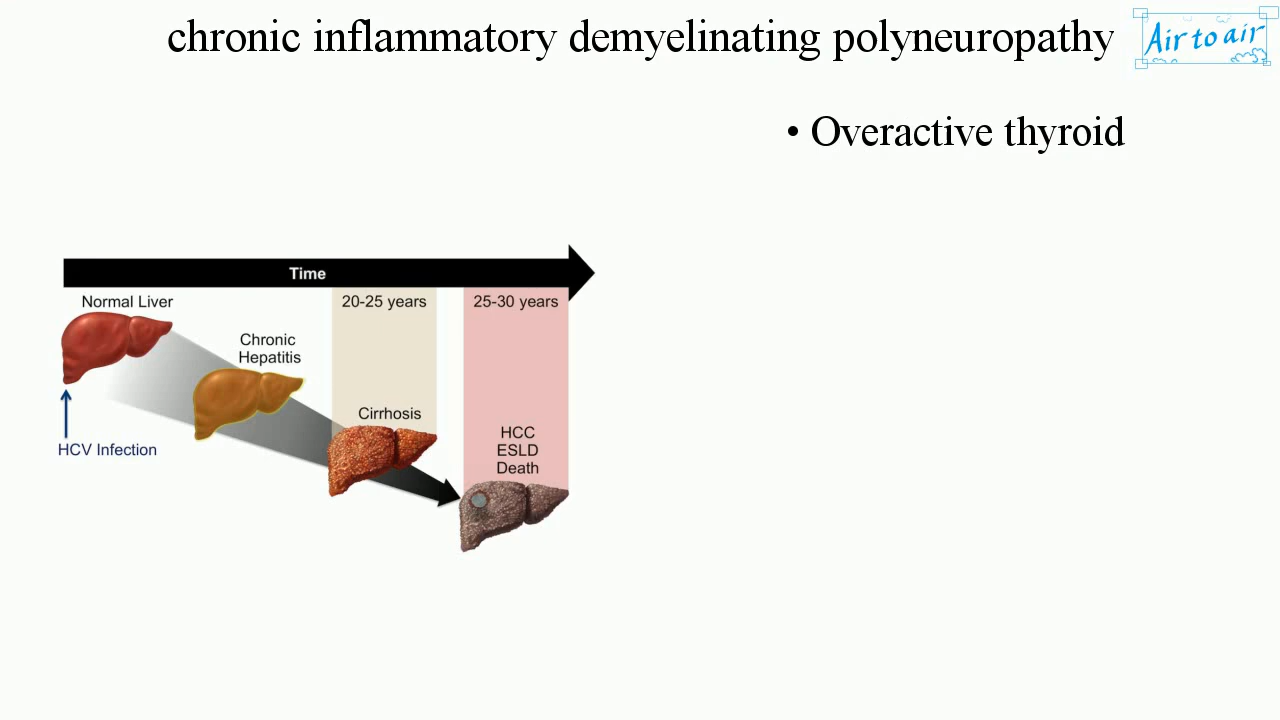 chronic inflammatory demyelinating polyneuropathy
Air to air
• Overactive thyroid
Time
Normal Liver
20-25 years
25-30 years
Chronic
Hepatitis
Cirrhosis
HCC
ESLD
Death
HCV Infection